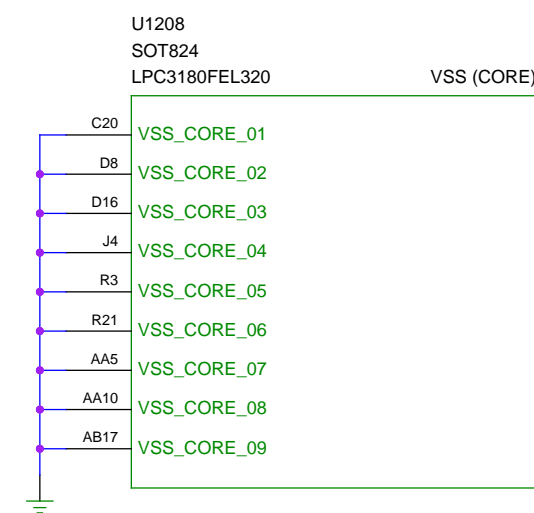 U1208
SOT824
LPC3180FEL320 VSS (CORE)
C20 VSS_CORE_01
D8 VSS_CORE_02
D16 VSS_CORE_03
J4 VSS_CORE_04
R3 VSS_CORE_05
R21 VSS_CORE_06
AA5 VSS_CORE_07
AA10 VSS_CORE_08
AB17 VSS_CORE_09